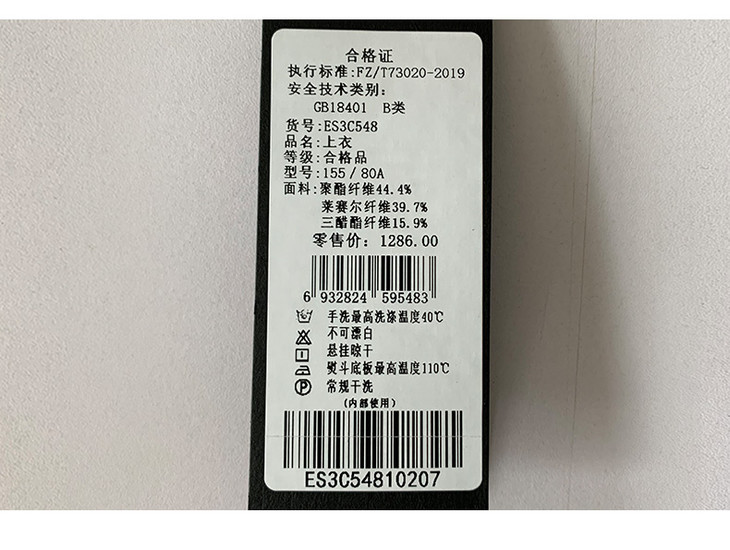 合格证
执行标准:FZ/T73020-2019
安全技术类别:
GB18401 B类
货号:ES3C548
品名:上衣
等级:合格品
型号:155/80A
面料:聚酯纤维44.4%
莱赛尔纤维39.7%
三醋酯纤维15.9%
零售价: 1286.00
6 932824 595483
手洗最高洗涤温度40℃
不可漂白
悬挂晾干
熨斗底板最高温度110℃
P 常规干洗
(内部使用)
ES3C54810207